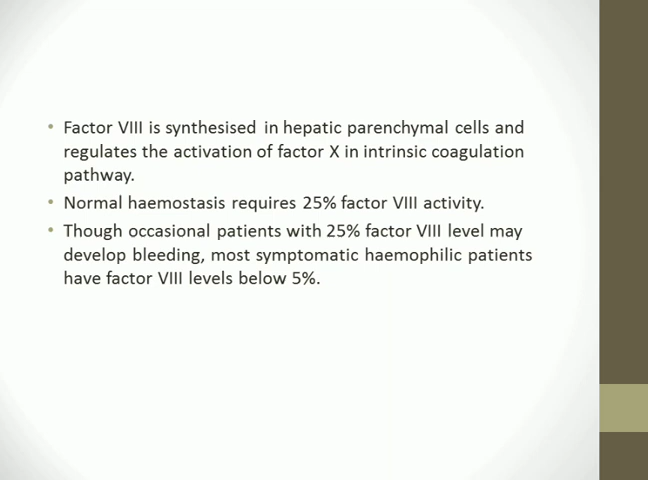 • Factor VIII is synthesised in hepatic parenchymal cells and
regulates the activation of factor X in intrinsic coagulation
pathway.
• Normal haemostasis requires 25% factor VIII activity.
• Though occasional patients with 25% factor VIII level may
develop bleeding, most symptomatic haemophilic patients
have factor VIII levels below 5%.